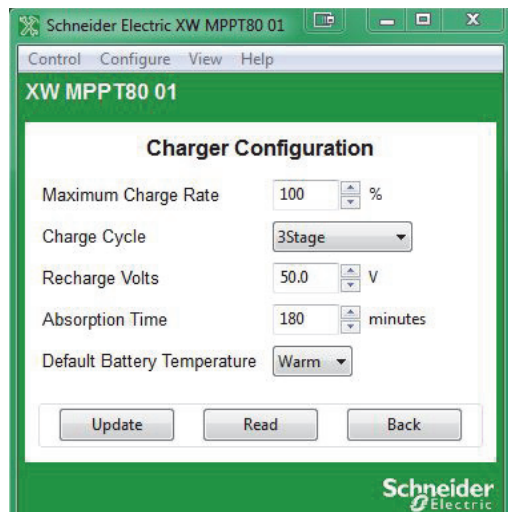 Schneider Electric XW MPPT80 01
Control Configure View Help
XW MPPT80 01
Charger Configuration
Maximum Charge Rate 100 %
Charge Cycle 3Stage
Recharge Volts 50.0 V
Absorption Time 180 minutes
Default Battery Temperature Warm
Update Read Back
Schneider
Electric